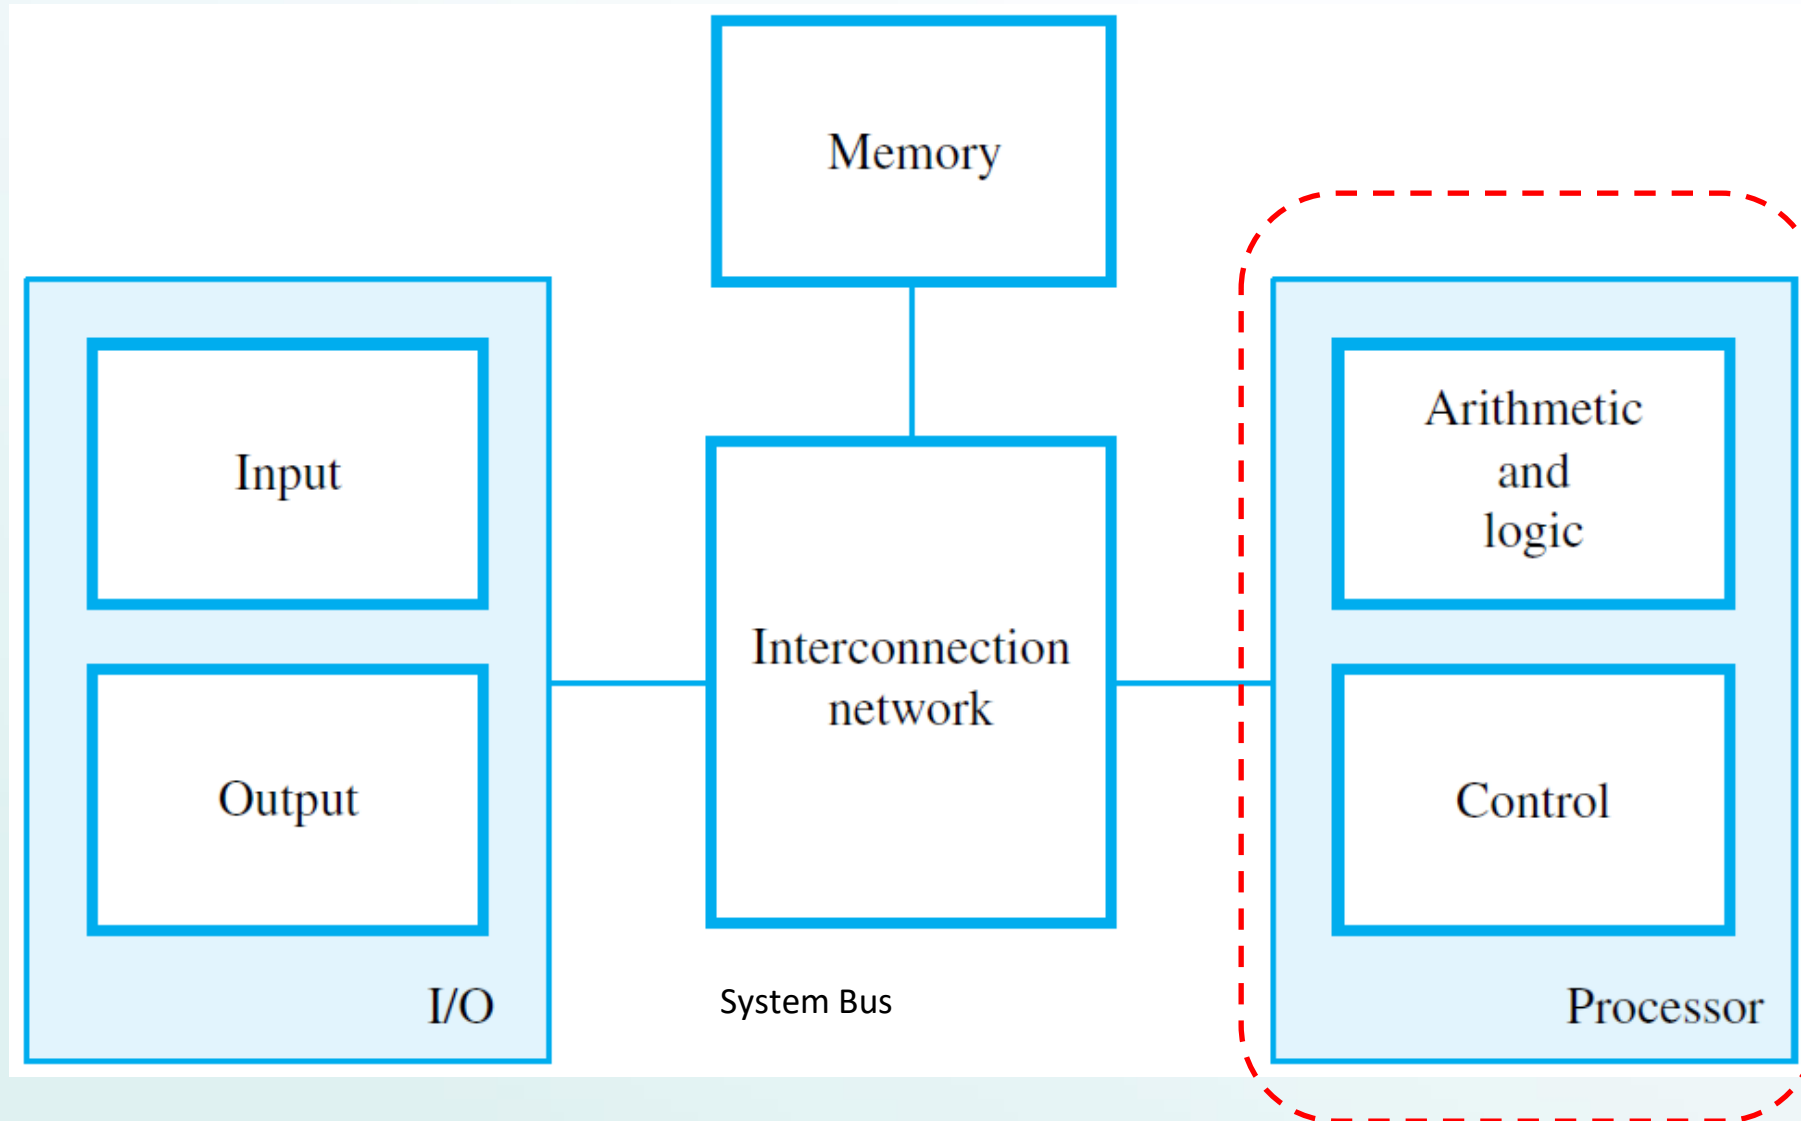 Memory
Input
Output
I/O
Interconnection
network
System Bus
Arithmetic
and
logic
Control
Processor